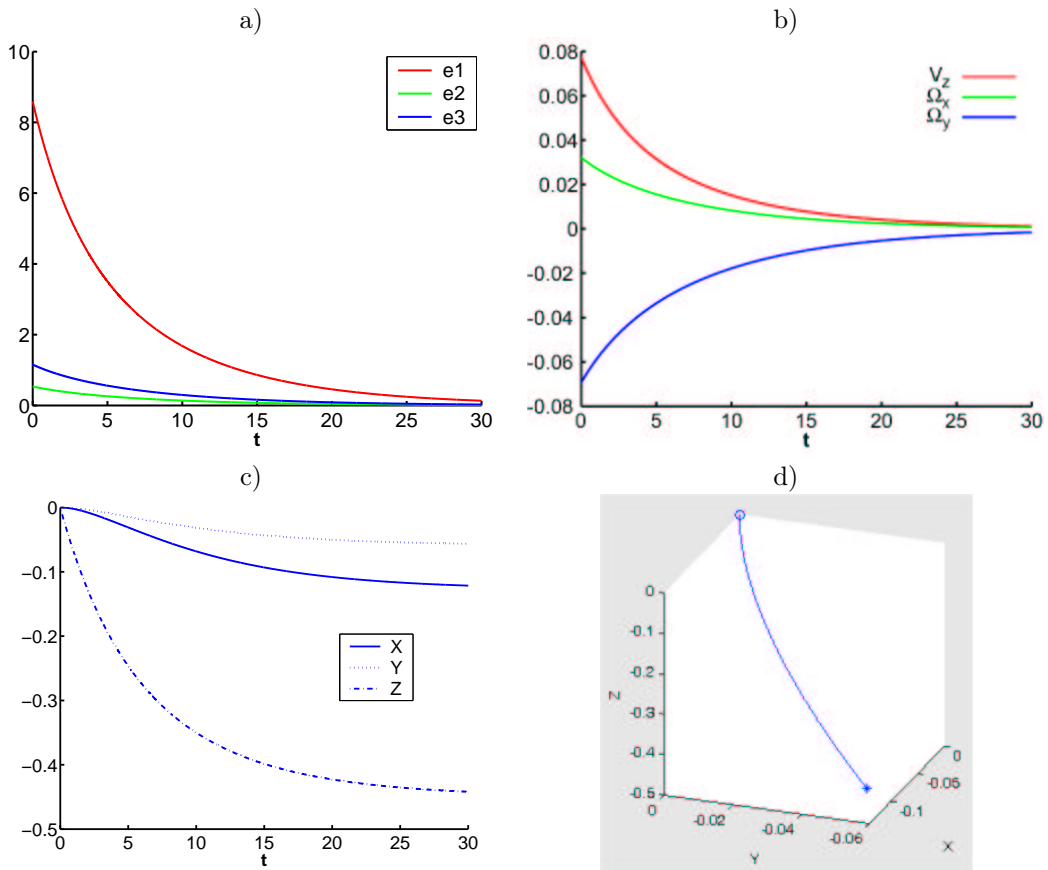 a)
10
8
6
4
2
0
0 5 10 15 20 25 30
t
e1
e2
e3
b)
0.08
0.06
0.04
0.02
0
-0.02
-0.04
-0.06
-0.08
0 5 10 15 20 25 30
t
Vz
Ωx
Ωy
c)
0
−0.1
−0.2
−0.3
−0.4
−0.5
0 5 10 15 20 25 30
t
X
Y
Z
d)
0
-0.1
-0.2
-0.3
-0.4
-0.5
Z
0 -0.02 -0.04 -0.06
Y
0
-0.05
-0.1
X